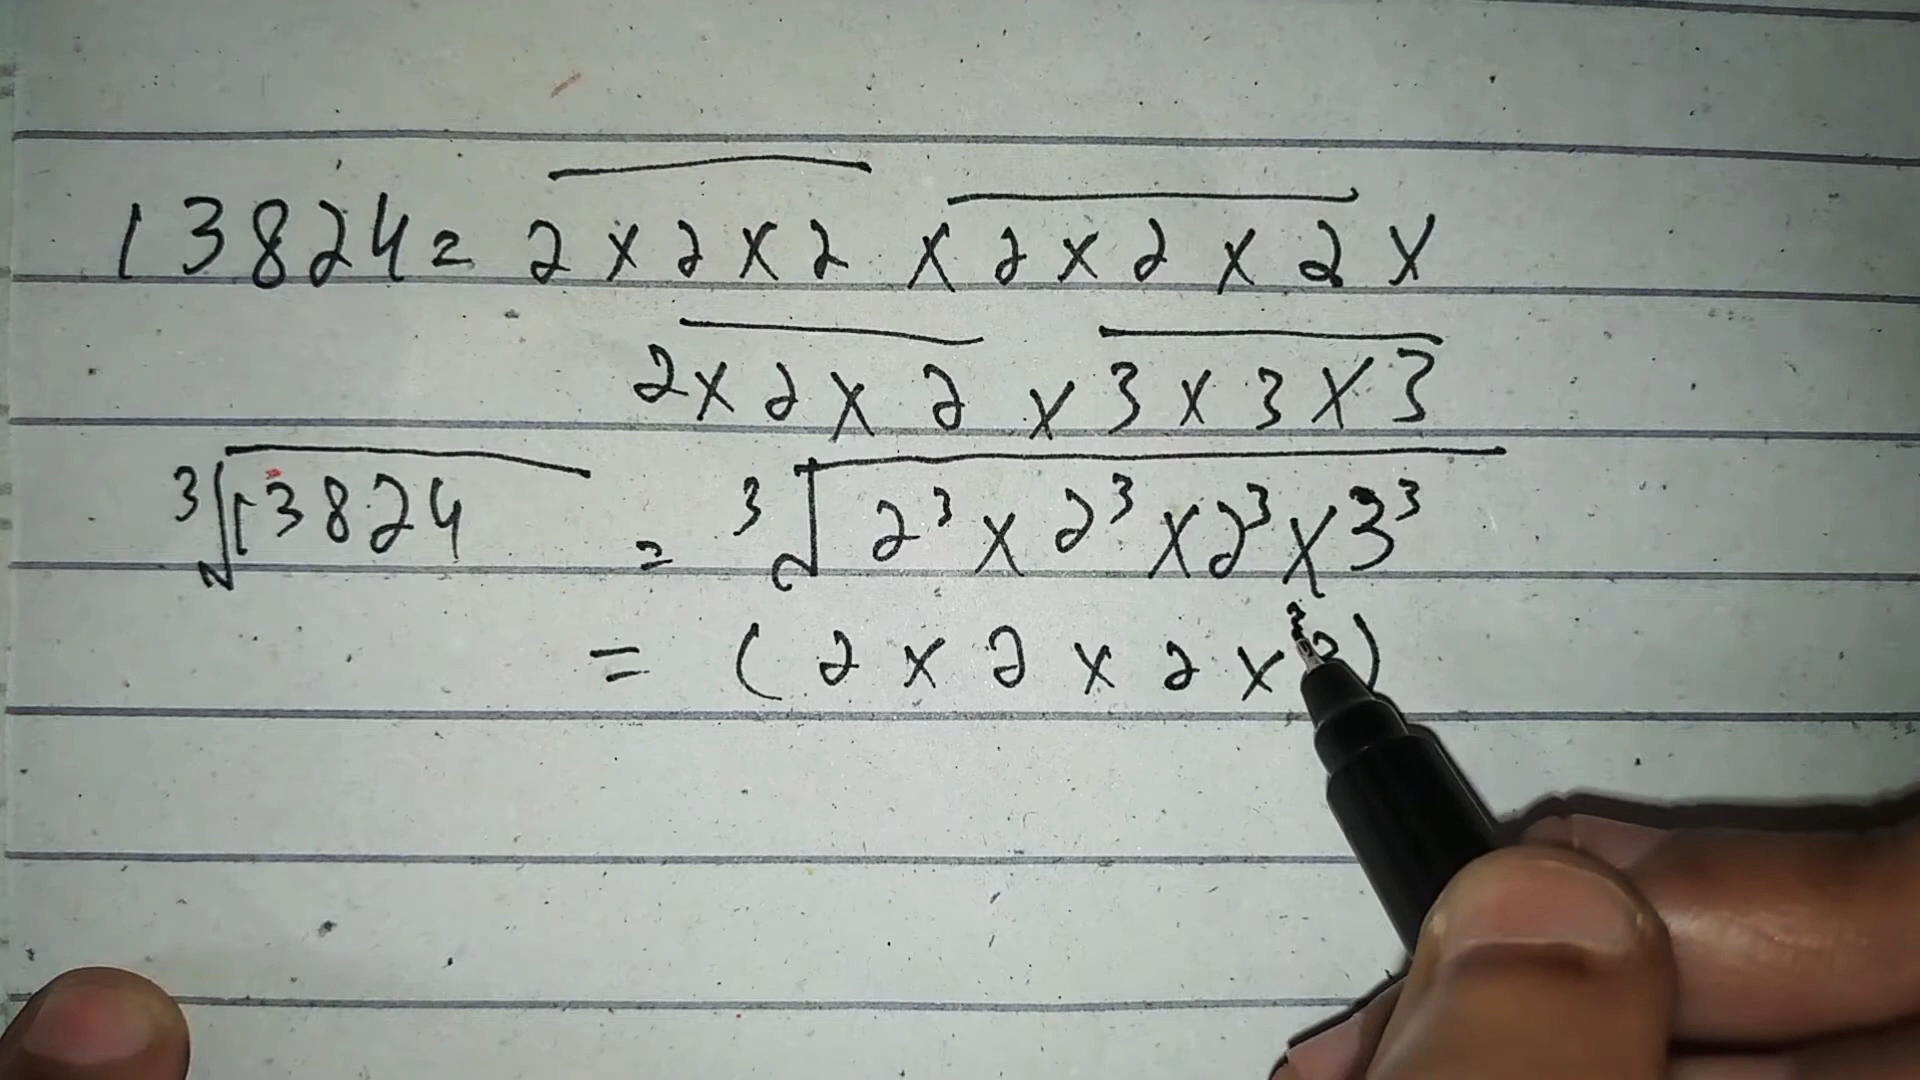 13824 = 2 × 2 × 2 × 2 × 2 × 2 ×
2 × 2 × 2 × 3 × 3 × 3
∛13824 = ∛2³ × 2³ × 2³ × 3³
= ( 2 × 2 × 2 × )